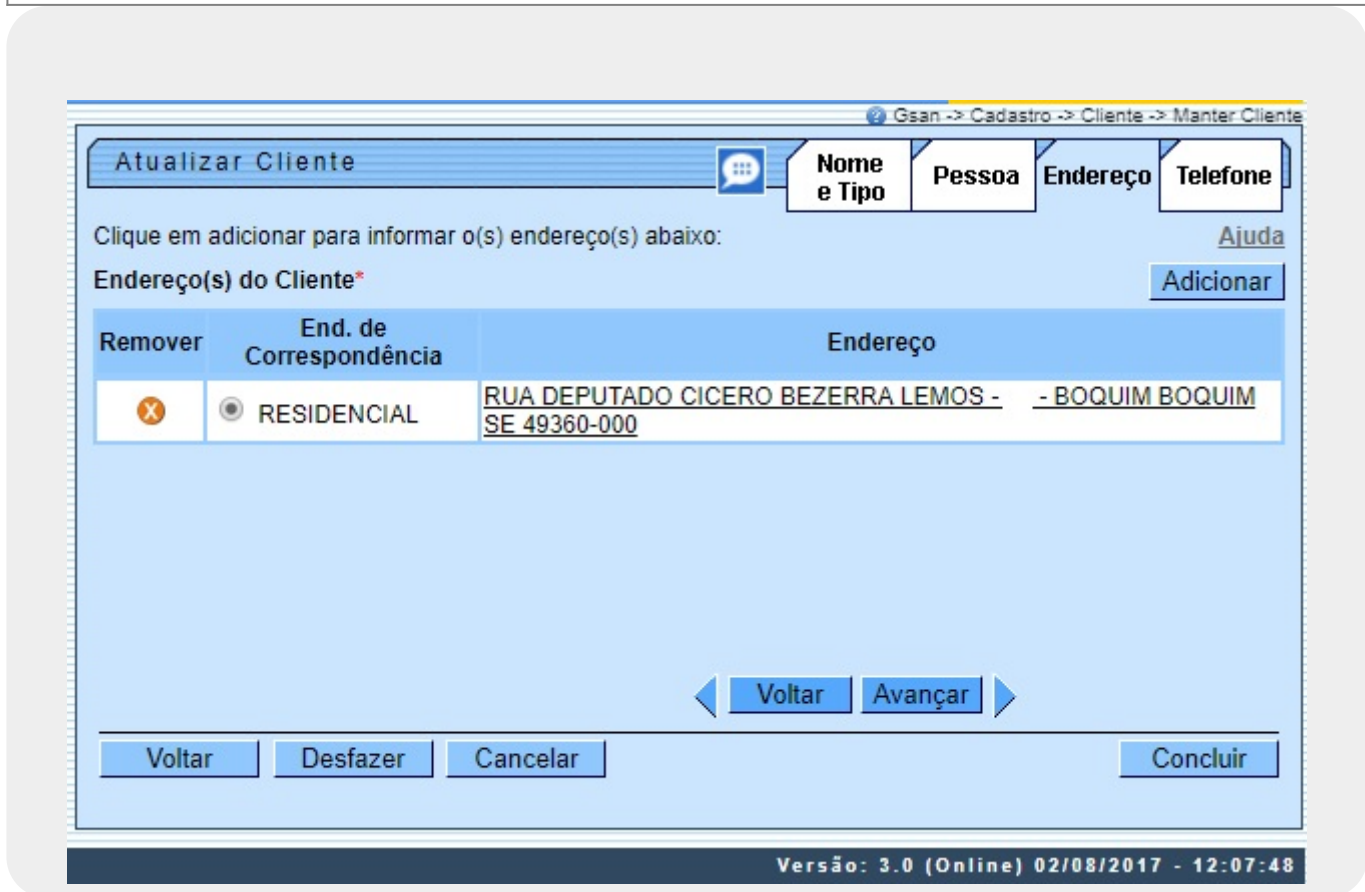 Gsan -> Cadastro -> Cliente -> Manter Cliente
Atualizar Cliente
Nome e Tipo
Pessoa
Endereço
Telefone
Clique em adicionar para informar o(s) endereço(s) abaixo:
Ajuda
Endereço(s) do Cliente*
Adicionar
Remover
End. de Correspondência
Endereço
RESIDENCIAL
RUA DEPUTADO CICERO BEZERRA LEMOS - - BOQUIM BOQUIM
SE 49360-000
Voltar
Avançar
Voltar
Desfazer
Cancelar
Concluir
Versão: 3.0 (Online) 02/08/2017 - 12:07:48